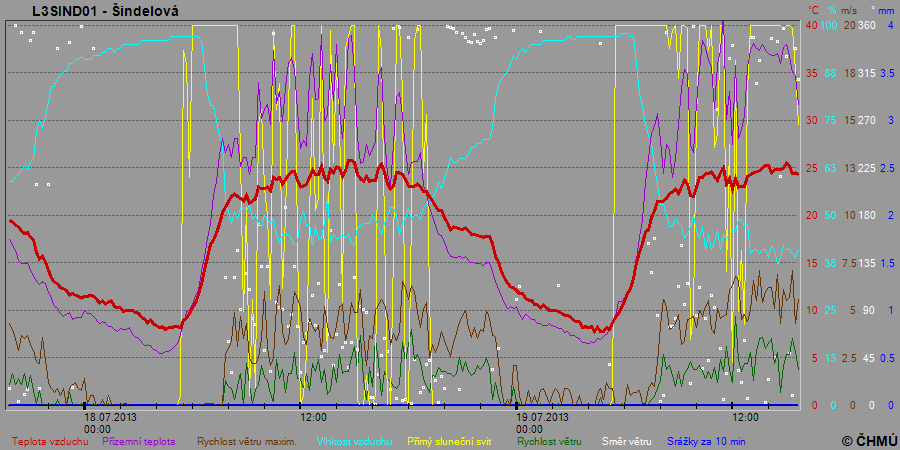 L3SIND01 - Šindelová
°C % m/s ° mm
40 100 20 360 4
35 88 18 315 3.5
30 75 15 270 3
25 63 13 225 2.5
20 50 10 180 2
15 38 7.5 135 1.5
10 25 5 90 1
5 13 2.5 45 0.5
0 0 0 0 0
18.07.2013 12:00 19.07.2013 12:00
00:00 00:00
Teplota vzduchu Přízemní teplota Rychlost větru maxim. Vlhkost vzduchu Přímý sluneční svit Rychlost větru Směr větru Srážky za 10 min © ČHMÚ